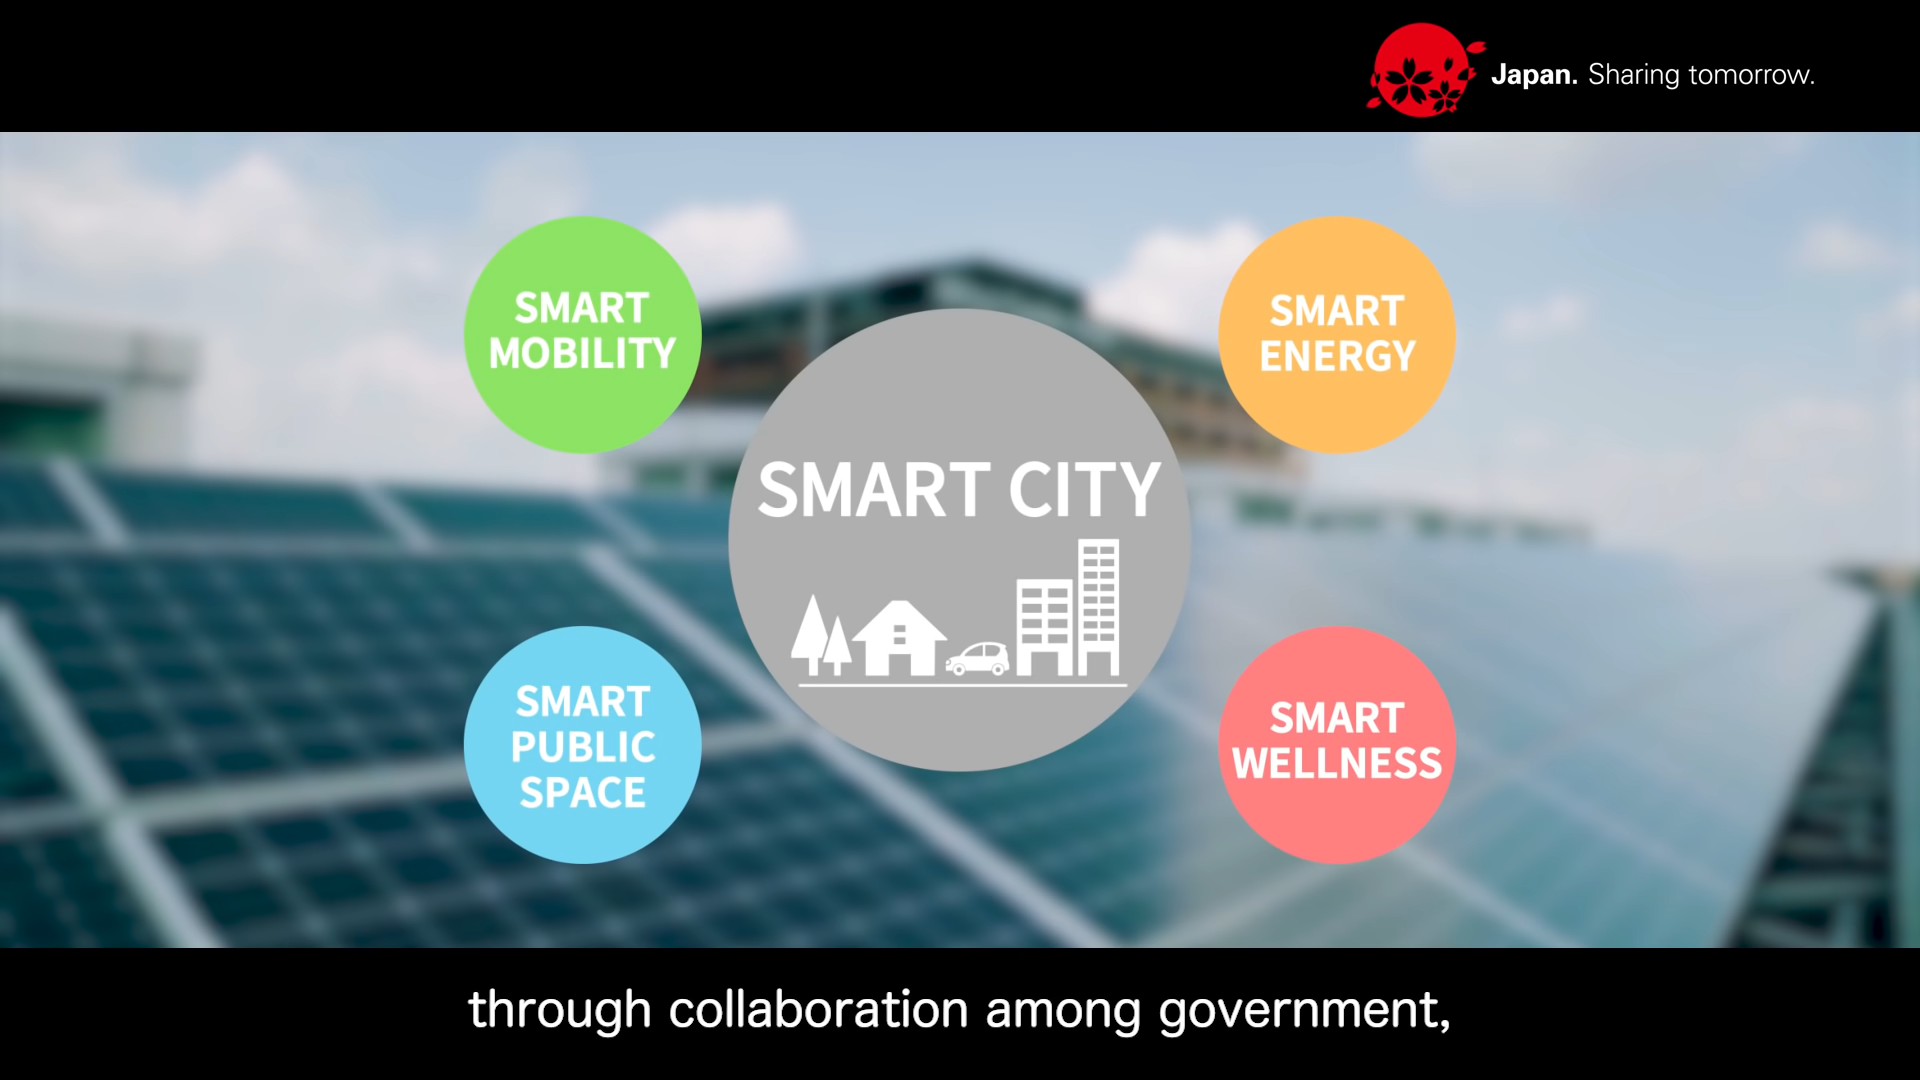 Japan. Sharing tomorrow.
SMART
MOBILITY
SMART
ENERGY
SMART CITY
SMART
PUBLIC
SPACE
SMART
WELLNESS
through collaboration among government,